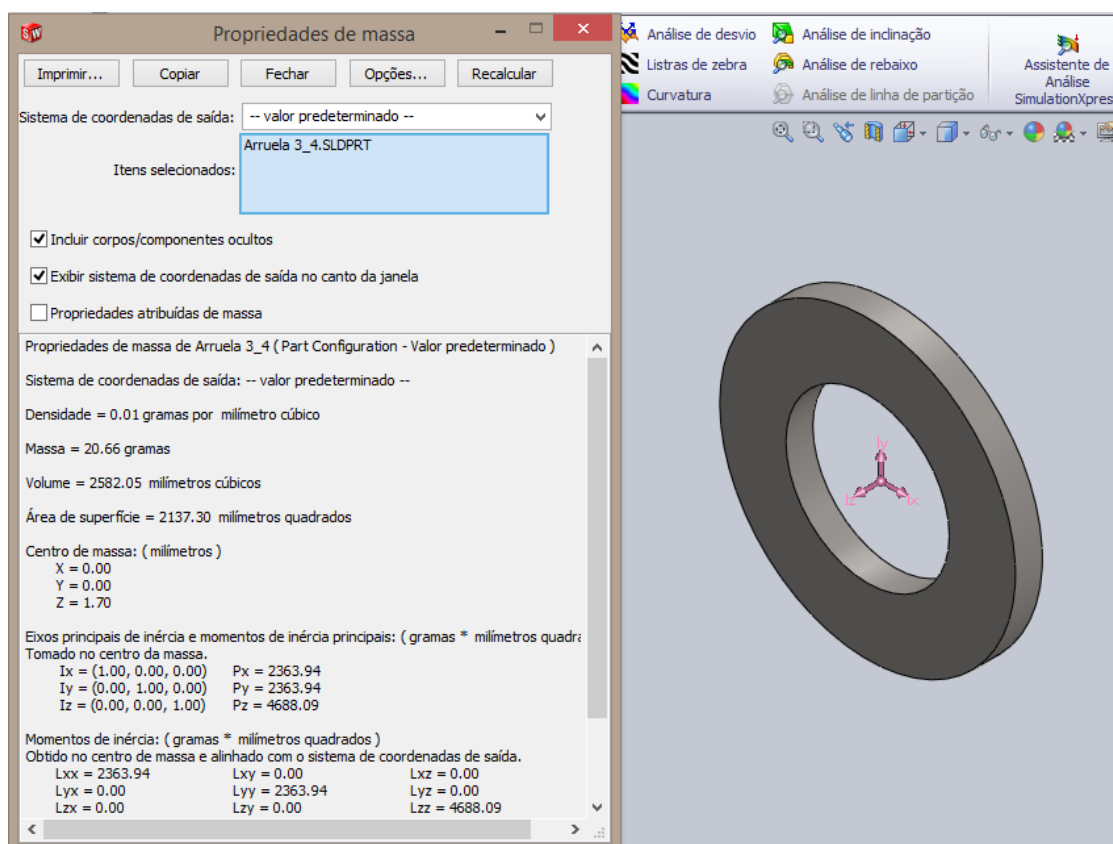 Propriedades de massa
Imprimir... Copiar Fechar Opções... Recalcular
Sistema de coordenadas de saída: -- valor predeterminado --
Arruela 3_4.SLDPRT
Itens selecionados:
Incluir corpos/componentes ocultos
Exibir sistema de coordenadas de saída no canto da janela
Propriedades atribuídas de massa
Propriedades de massa de Arruela 3_4 ( Part Configuration - Valor predeterminado )
Sistema de coordenadas de saída: -- valor predeterminado --
Densidade = 0.01 gramas por milímetro cúbico
Massa = 20.66 gramas
Volume = 2582.05 milímetros cúbicos
Área de superfície = 2137.30 milímetros quadrados
Centro de massa: ( milímetros )
X = 0.00
Y = 0.00
Z = 1.70
Eixos principais de inércia e momentos de inércia principais: ( gramas * milímetros quadra
Tomado no centro da massa.
Ix = (1.00, 0.00, 0.00) Px = 2363.94
Iy = (0.00, 1.00, 0.00) Py = 2363.94
Iz = (0.00, 0.00, 1.00) Pz = 4688.09
Momentos de inércia: ( gramas * milímetros quadrados )
Obtido no centro de massa e alinhado com o sistema de coordenadas de saída.
Lxx = 2363.94 Lxy = 0.00 Lxz = 0.00
Lyx = 0.00 Lyy = 2363.94 Lyz = 0.00
Lzx = 0.00 Lzy = 0.00 Lzz = 4688.09
Análise de desvio Análise de inclinação
Listras de zebra Análise de rebaixo
Curvatura Análise de linha de partição
Assistente de
Análise
SimulationXpres
Iy
Iz Ix